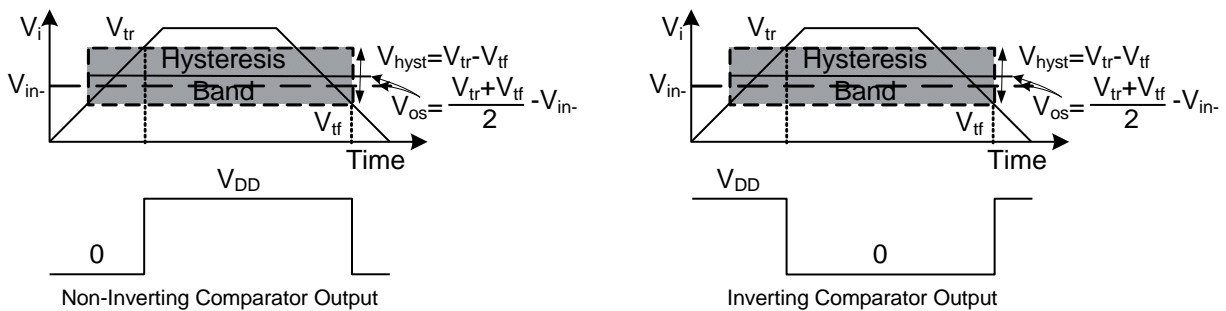 Vi
Vtr
Hysteresis
Vhyst=Vtr-Vtf
Vin-
Band
Vos= Vtr+Vtf / 2 -Vin-
Vtf
Time
VDD
0
Non-Inverting Comparator Output
Vi
Vtr
Hysteresis
Vhyst=Vtr-Vtf
Vin-
Band
Vos= Vtr+Vtf / 2 -Vin-
Vtf
Time
VDD
0
Inverting Comparator Output